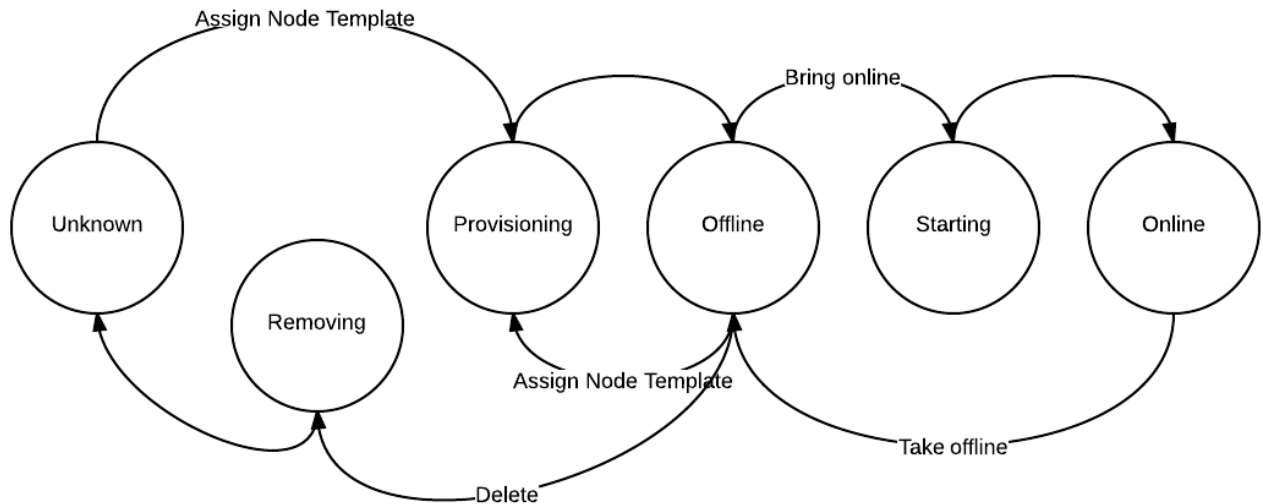 Assign Node Template
Bring online
Unknown
Provisioning
Offline
Starting
Online
Removing
Assign Node Template
Take offline
Delete